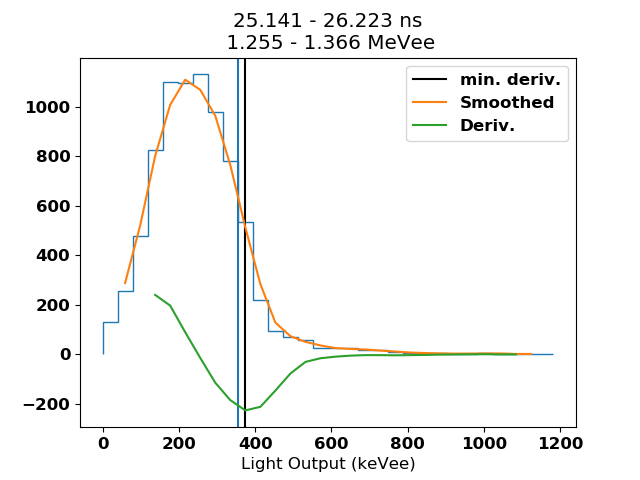 25.141 - 26.223 ns
1.255 - 1.366 MeVee
min. deriv.
Smoothed
Deriv.
1000
800
600
400
200
0
−200
0 200 400 600 800 1000 1200
Light Output (keVee)